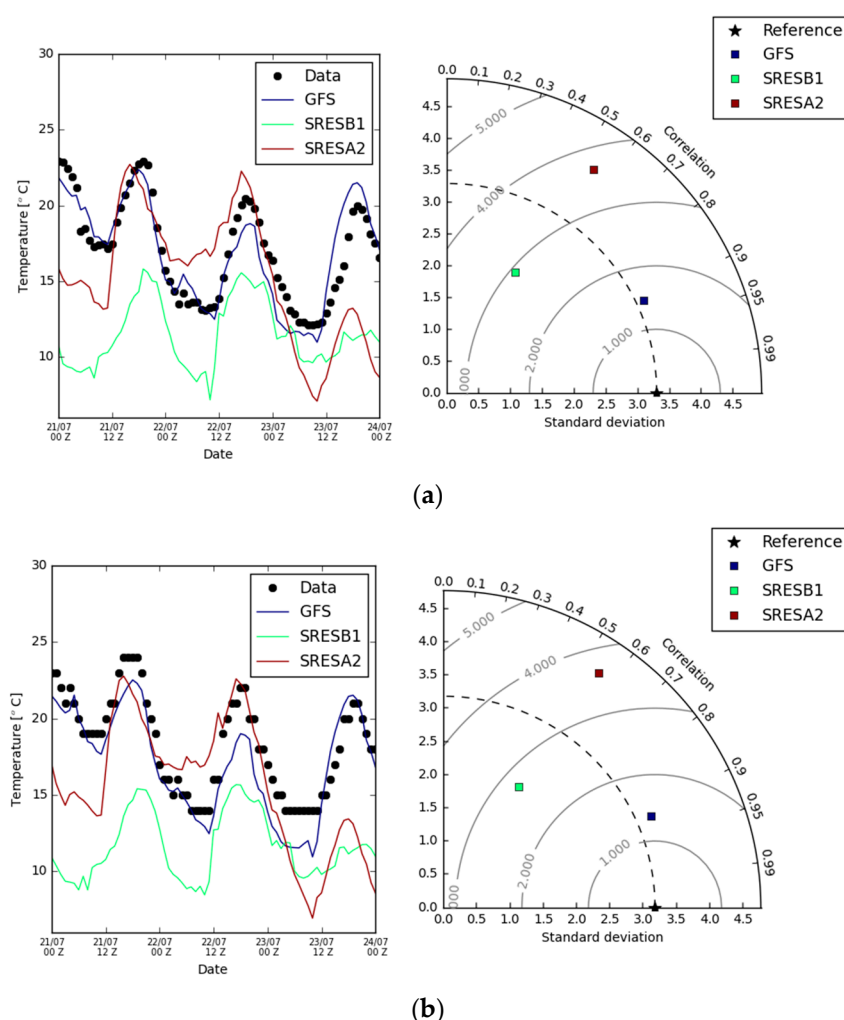 30
25
20
15
10
Temperature [° C]
Data
GFS
SRESB1
SRESA2
21/07 21/07 22/07 22/07 23/07 23/07 24/07
00 Z 12 Z 00 Z 12 Z 00 Z 12 Z 00 Z
Date
Reference
GFS
SRESB1
SRESA2
0.0 0.1 0.2 0.3 0.4 0.5 0.6 0.7 0.8 0.9 0.95 0.99
Correlation
4.5
4.0
3.5
3.0
2.5
2.0
1.5
1.0
0.5
0.0
5.000
4.000
2.000
1.000
.000
0.5 1.0 1.5 2.0 2.5 3.0 3.5 4.0 4.5
Standard deviation
(a)
30
25
20
15
10
Temperature [° C]
Data
GFS
SRESB1
SRESA2
21/07 21/07 22/07 22/07 23/07 23/07 24/07
00 Z 12 Z 00 Z 12 Z 00 Z 12 Z 00 Z
Date
Reference
GFS
SRESB1
SRESA2
0.0 0.1 0.2 0.3 0.4 0.5 0.6 0.7 0.8 0.9 0.95 0.99
Correlation
4.5
4.0
3.5
3.0
2.5
2.0
1.5
1.0
0.5
0.0
5.000
4.000
2.000
1.000
.000
0.0 0.5 1.0 1.5 2.0 2.5 3.0 3.5 4.0 4.5
Standard deviation
(b)